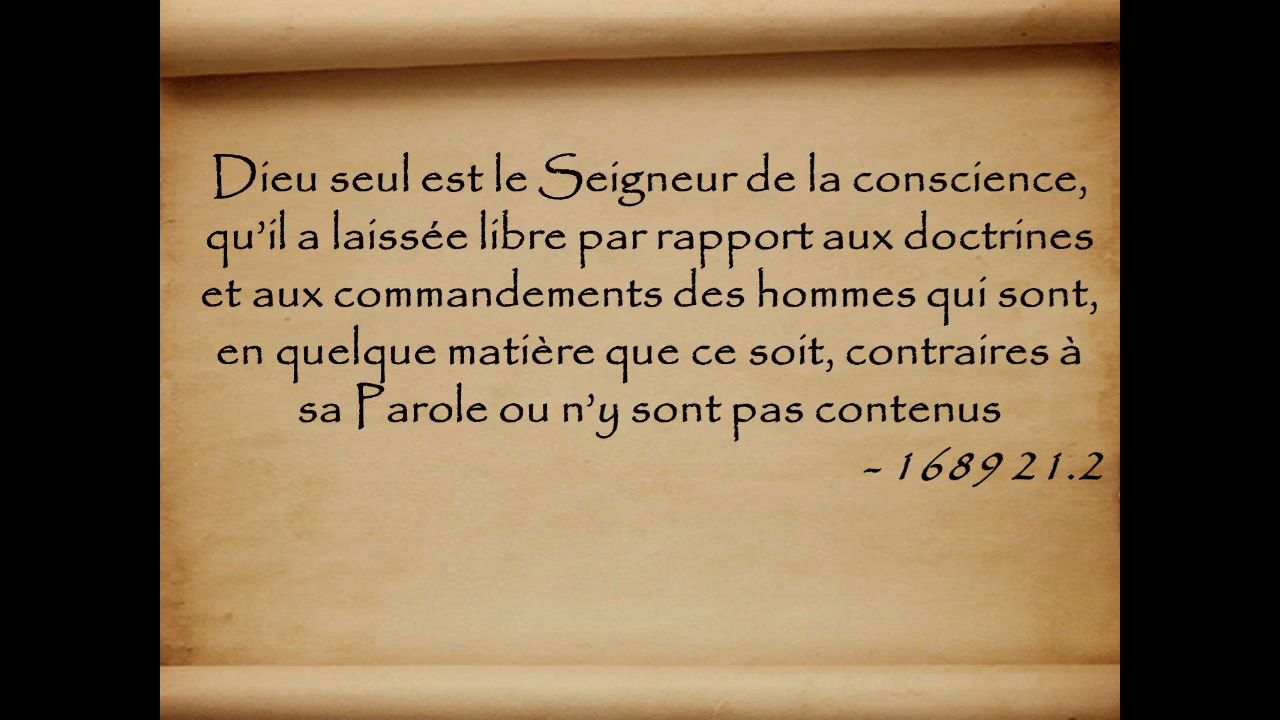 Dieu seul est le Seigneur de la conscience,
qu’il a laissée libre par rapport aux doctrines
et aux commandements des hommes qui sont,
en quelque matière que ce soit, contraires à
sa Parole ou n’y sont pas contenus
- 1689 21.2